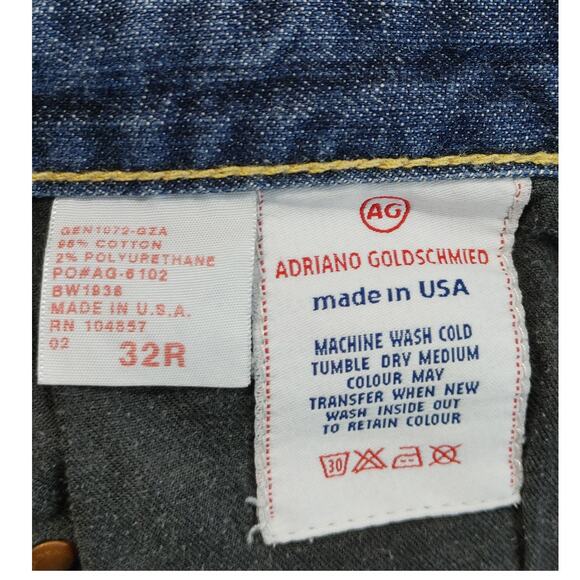 GEN1072-GZA
98% COTTON
2% POLYURETHANE
PO#AG-6102
BW1938
MADE IN U.S.A.
RN 104857
02
32R
AG
ADRIANO GOLDSCHMIED
made in USA
MACHINE WASH COLD
TUMBLE DRY MEDIUM
COLOUR MAY
TRANSFER WHEN NEW
WASH INSIDE OUT
TO RETAIN COLOUR
30